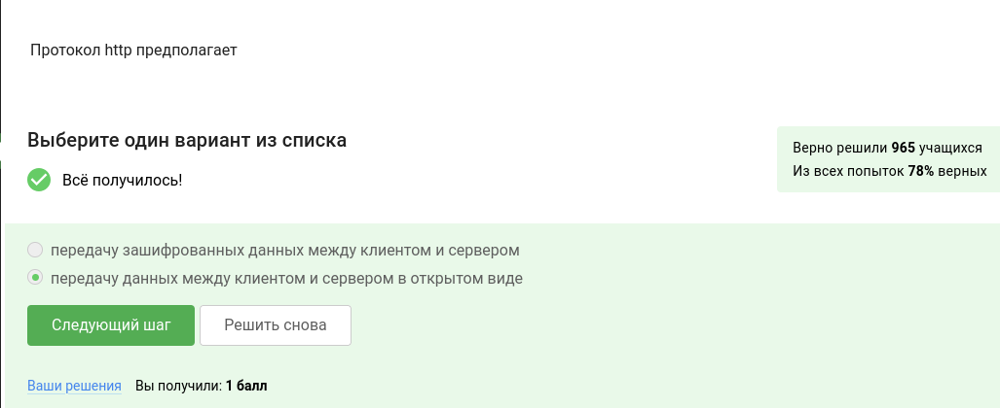 Протокол http предполагает
Выберите один вариант из списка
Всё получилось!
Верно решили 965 учащихся
Из всех попыток 78% верных
передачу зашифрованных данных между клиентом и сервером
передачу данных между клиентом и сервером в открытом виде
Следующий шаг
Решить снова
Ваши решения Вы получили: 1 балл